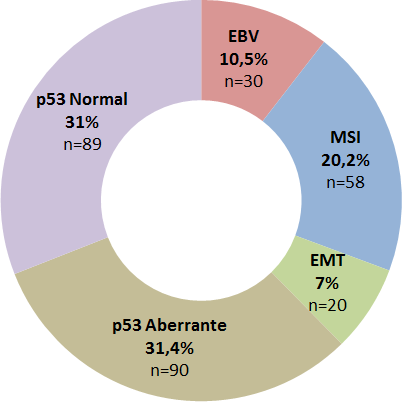 EBV
10,5%
n=30
MSI
20,2%
n=58
EMT
7%
n=20
p53 Aberrante
31,4%
n=90
p53 Normal
31%
n=89